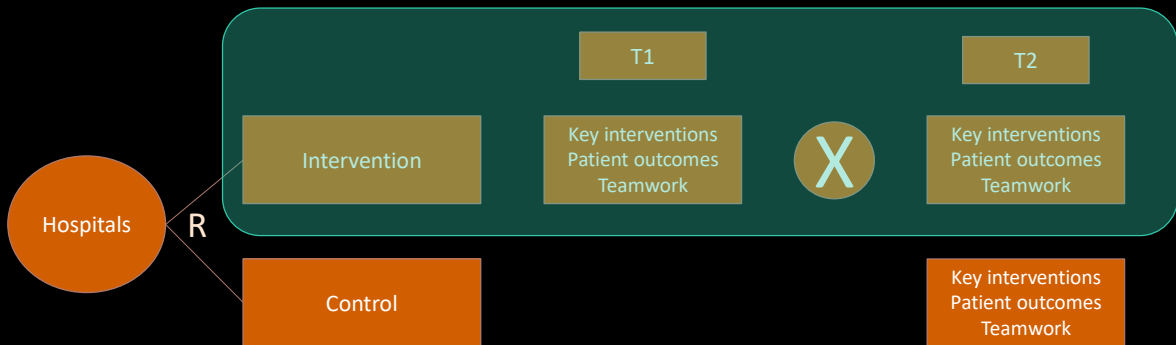 T1
T2
Intervention
Key interventions
Patient outcomes
Teamwork
X
Key interventions
Patient outcomes
Teamwork
Hospitals
R
Control
Key interventions
Patient outcomes
Teamwork